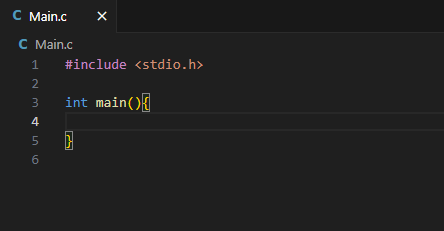 C Main.c ×
C Main.c
1 #include <stdio.h>
2
3 int main(){
4
5 }
6